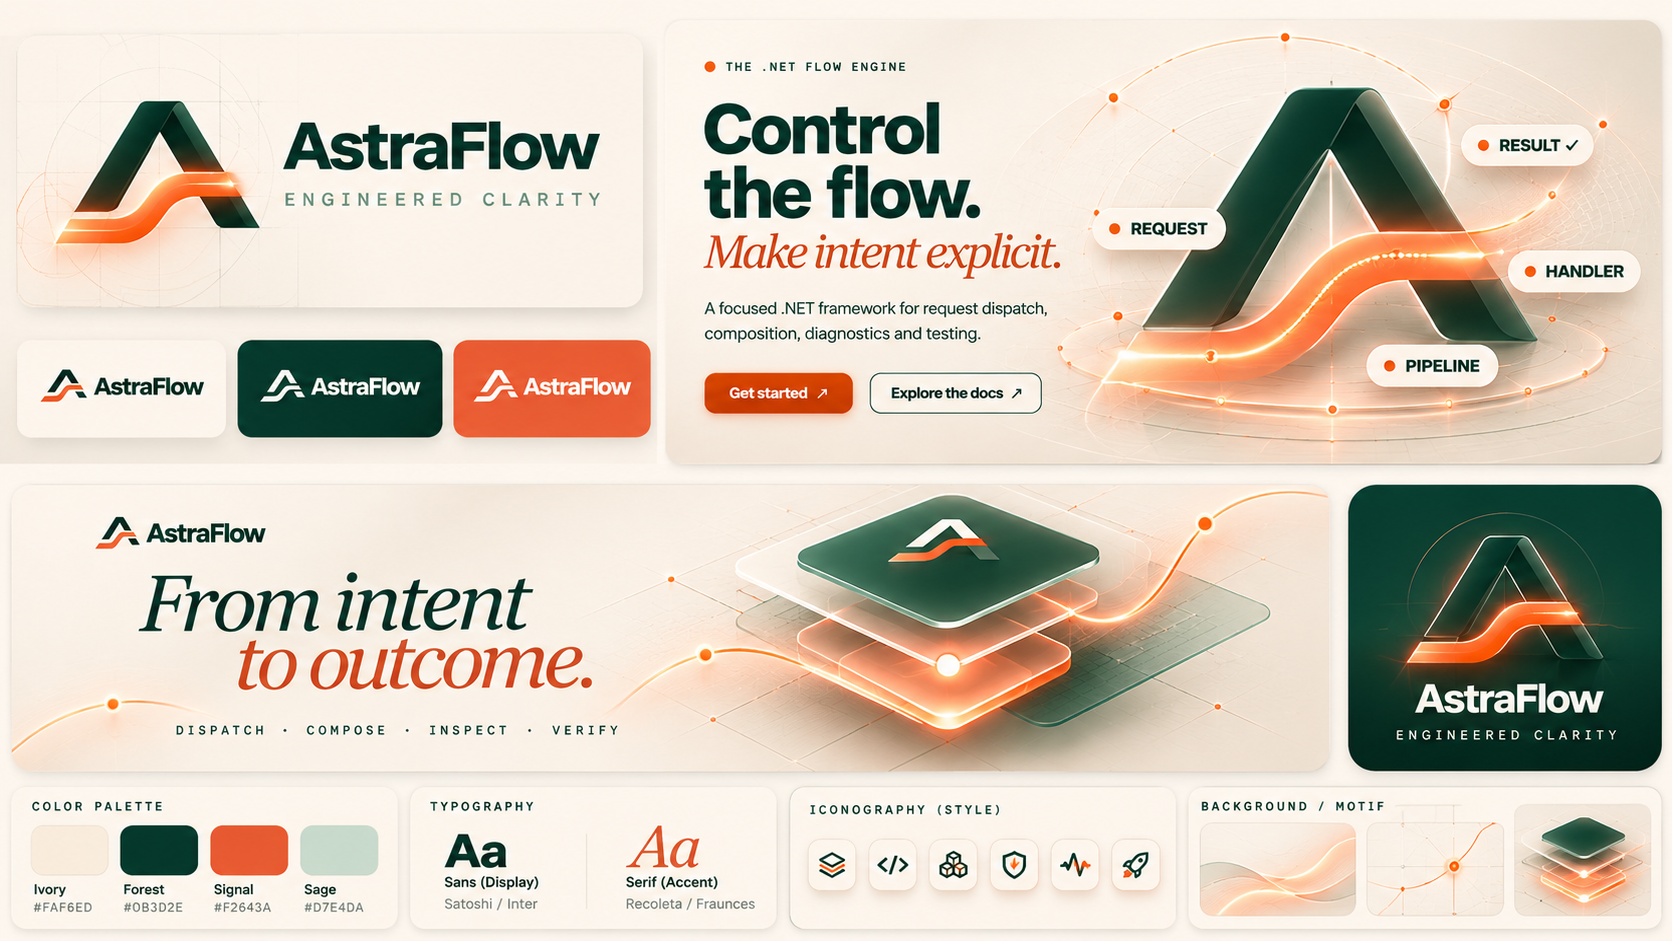 AstraFlow
ENGINEERED CLARITY
AstraFlow
AstraFlow
AstraFlow
THE .NET FLOW ENGINE
Control
the flow.
Make intent explicit.
A focused .NET framework for request dispatch,
composition, diagnostics and testing.
Get started ↗
Explore the docs ↗
REQUEST
RESULT ✓
HANDLER
PIPELINE
AstraFlow
From intent
to outcome.
DISPATCH · COMPOSE · INSPECT · VERIFY
AstraFlow
ENGINEERED CLARITY
COLOR PALETTE
Ivory
#FAF6ED
Forest
#0B3D2E
Signal
#F2643A
Sage
#D7E4DA
TYPOGRAPHY
Aa
Sans (Display)
Satoshi / Inter
Aa
Serif (Accent)
Recoleta / Fraunces
ICONOGRAPHY (STYLE)
</>
BACKGROUND / MOTIF